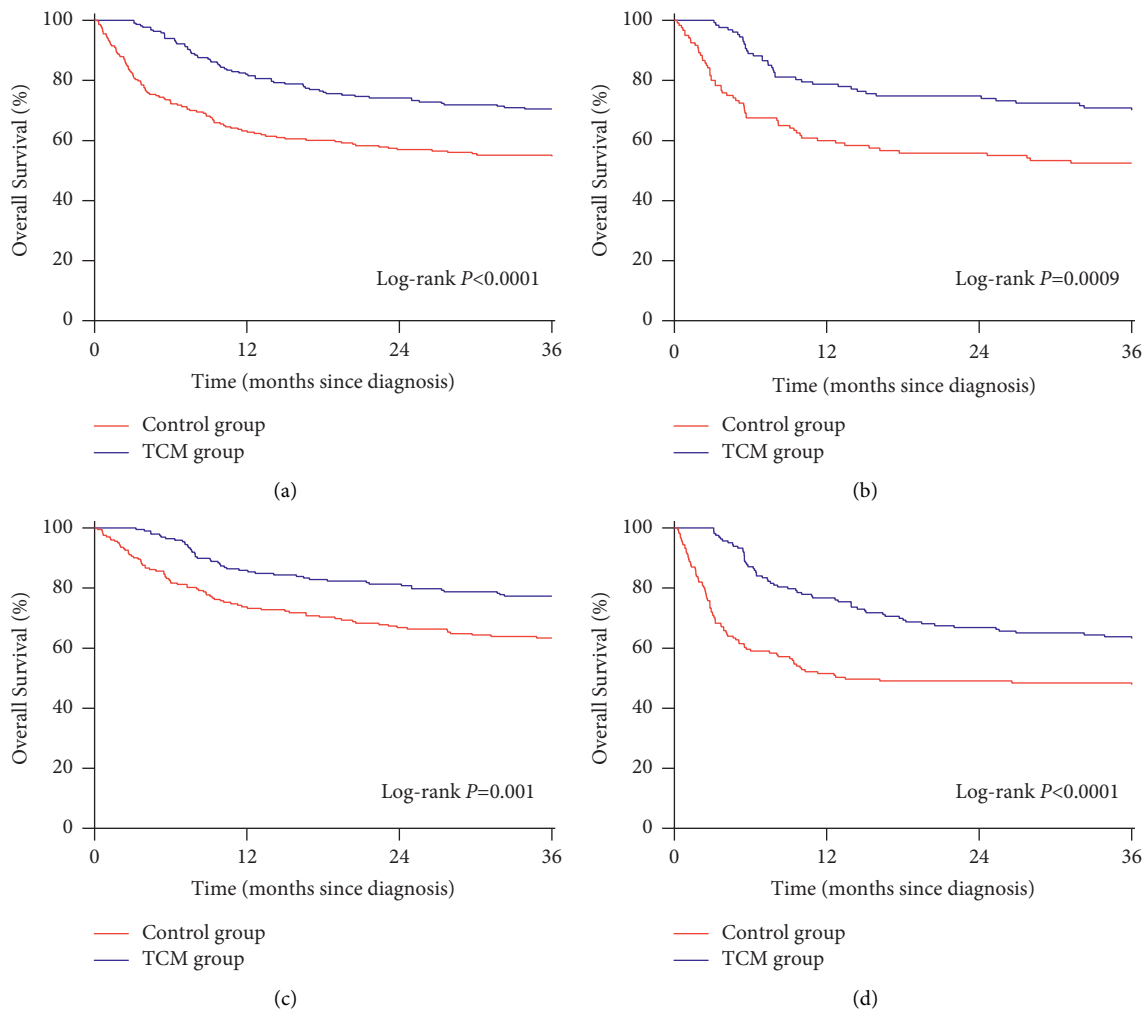 100
80
60
40
20
0
Overall Survival (%)
Log-rank P<0.0001
0 12 24 36
Time (months since diagnosis)
Control group
TCM group
(a)
100
80
60
40
20
0
Overall Survival (%)
Log-rank P=0.0009
0 12 24 36
Time (months since diagnosis)
Control group
TCM group
(b)
100
80
60
40
20
0
Overall Survival (%)
Log-rank P=0.001
0 12 24 36
Time (months since diagnosis)
Control group
TCM group
(c)
100
80
60
40
20
0
Overall Survival (%)
Log-rank P<0.0001
0 12 24 36
Time (months since diagnosis)
Control group
TCM group
(d)